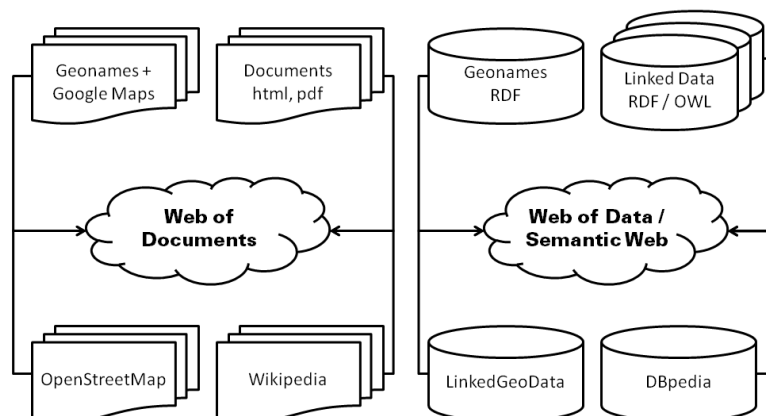 Geonames +
Google Maps
Documents
html, pdf
Geonames
RDF
Linked Data
RDF / OWL
Web of
Documents
Web of Data /
Semantic Web
OpenStreetMap
Wikipedia
LinkedGeoData
DBpedia